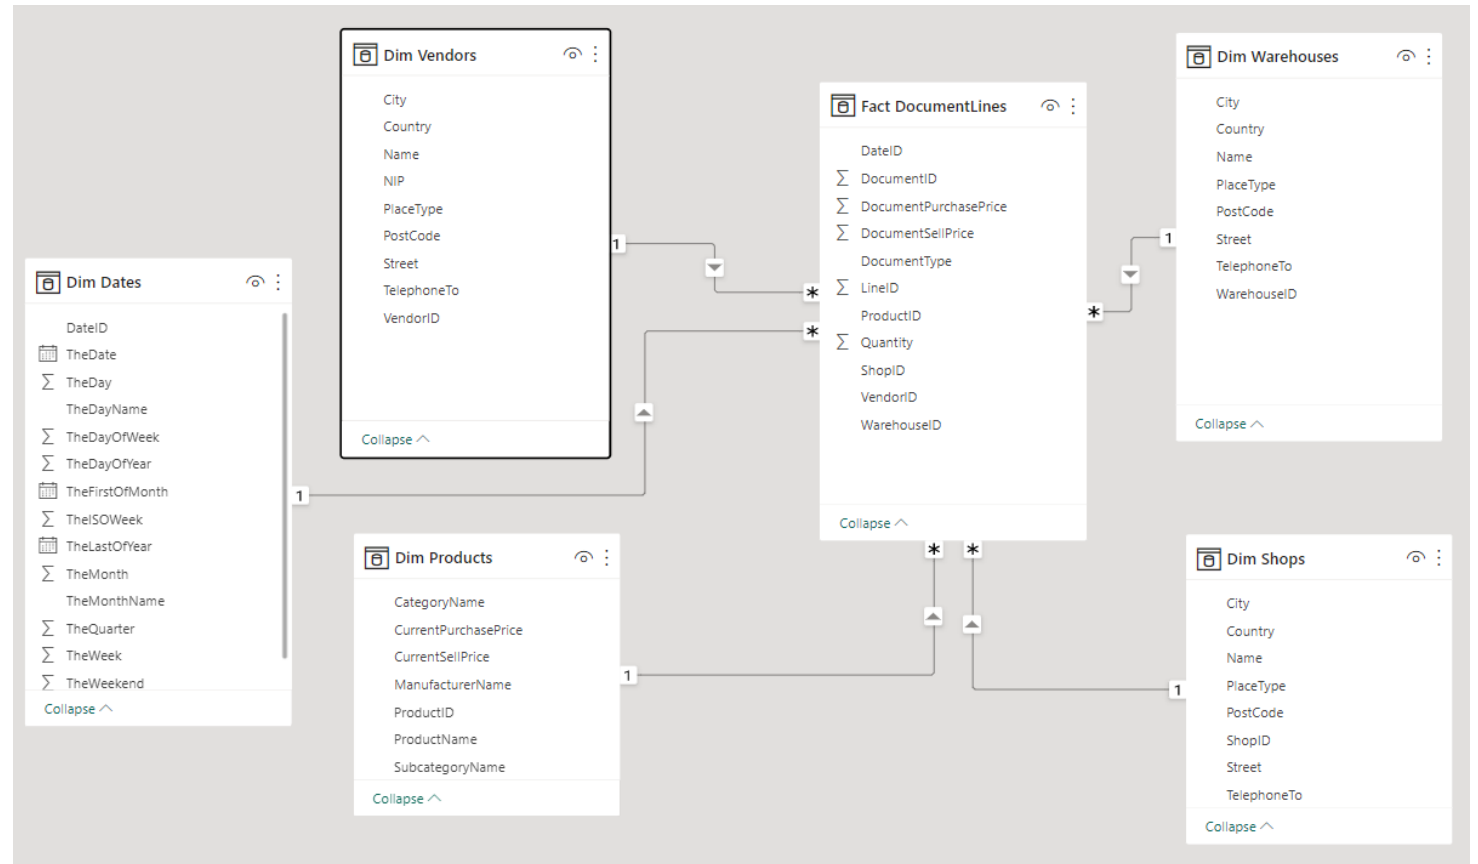 Dim Vendors
City
Country
Name
NIP
PlaceType
PostCode
Street
TelephoneTo
VendorID
Collapse
1
Dim Dates
DateID
TheDate
TheDay
TheDayName
TheDayOfWeek
TheDayOfYear
TheFirstOfMonth
TheISOWeek
TheLastOfYear
TheMonth
TheMonthName
TheQuarter
TheWeek
TheWeekend
Collapse
1
Dim Products
CategoryName
CurrentPurchasePrice
CurrentSellPrice
ManufacturerName
ProductID
ProductName
SubcategoryName
Collapse
1
Fact DocumentLines
DateID
∑ DocumentID
∑ DocumentPurchasePrice
∑ DocumentSellPrice
DocumentType
∑ LineID
ProductID
∑ Quantity
ShopID
VendorID
WarehouseID
Collapse
*
*
*
*
*
Dim Warehouses
City
Country
Name
PlaceType
PostCode
Street
TelephoneTo
WarehouseID
Collapse
1
Dim Shops
City
Country
Name
PlaceType
PostCode
ShopID
Street
TelephoneTo
Collapse
1